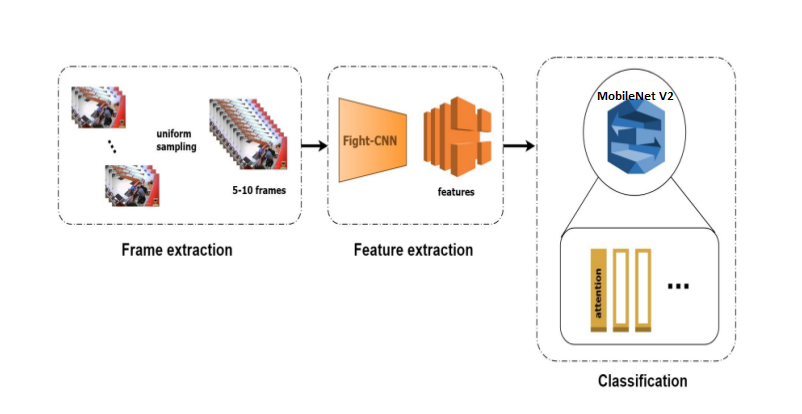 uniform
sampling
5-10 frames
Frame extraction
Fight-CNN
features
Feature extraction
MobileNet V2
attention
...
Classification